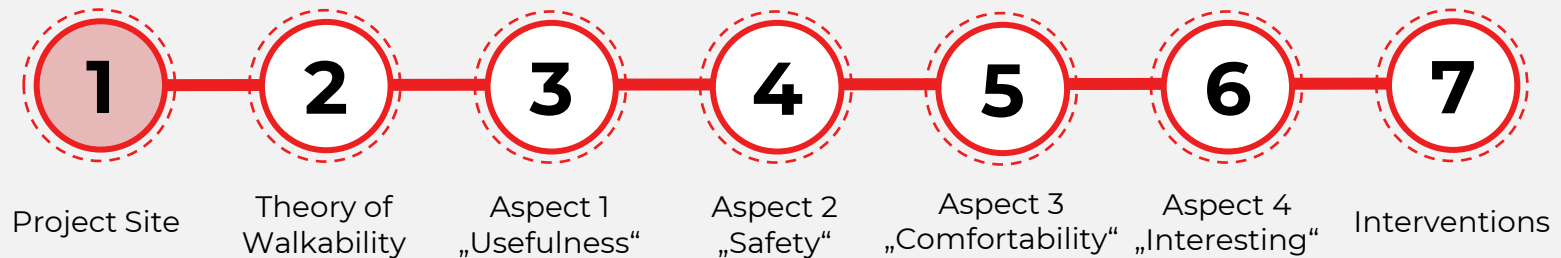 1
2
3
4
5
6
7
Project Site
Theory of
Walkability
Aspect 1
„Usefulness“
Aspect 2
„Safety“
Aspect 3
„Comfortability“
Aspect 4
„Interesting“
Interventions